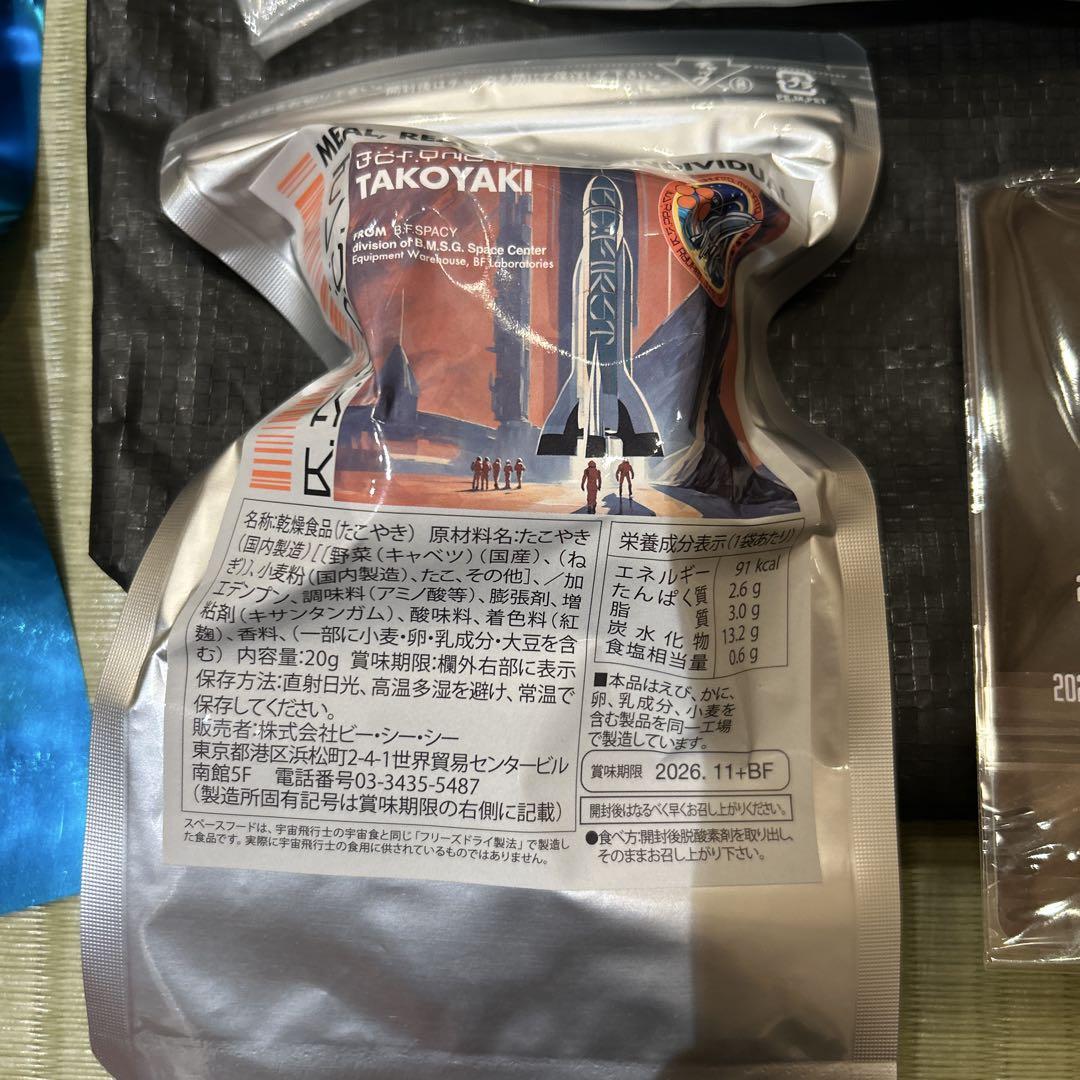 MEAL, RE
INDIVIDUAL
TAKOYAKI
FROM B.F.SPACY
division of B.M.S.G. Space Center
Equipment Warehouse, BF Laboratories
名称:乾燥食品(たこやき) 原材料名:たこやき
(国内製造)[[野菜(キャベツ)(国産)、(ね
ぎ)]、小麦粉(国内製造)、たこ、その他]、/加
工デンプン、調味料(アミノ酸等)、膨張剤、増
粘剤(キサンタンガム)、酸味料、着色料(紅
麹)、香料、(一部に小麦・卵・乳成分・大豆を含
む) 内容量:20g 賞味期限:欄外右部に表示
保存方法:直射日光、高温多湿を避け、常温で
保存してください。
販売者:株式会社ビー・シー・シー
東京都港区浜松町2-4-1世界貿易センタービル
南館5F 電話番号03-3435-5487
(製造所固有記号は賞味期限の右側に記載)
スペースフードは、宇宙飛行士の宇宙食と同じ「フリーズドライ製法」で製造し
た食品です。実際に宇宙飛行士の食用に供されているものではありません。
栄養成分表示(1袋あたり)
エネルギー 91 kcal
たんぱく質 2.6 g
脂質 3.0 g
炭水化物 13.2 g
食塩相当量 0.6 g
■本品はえび、かに、
卵、乳成分、小麦を
含む製品を同一工場
で製造しています。
賞味期限 2026. 11+BF
開封後はなるべく早くお召し上がりください。
●食べ方:開封後脱酸素剤を取り出し、
そのままお召し上がり下さい。